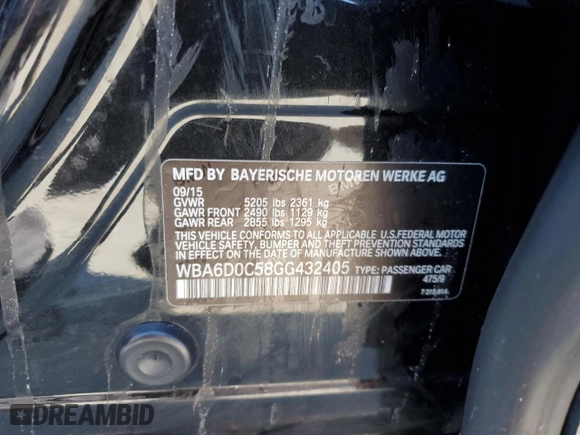 MFD BY BAYERISCHE MOTOREN WERKE AG
09/15
GVWR 5205 lbs 2361 kg
GAWR FRONT 2490 lbs 1129 kg
GAWR REAR 2855 lbs 1295 kg
THIS VEHICLE CONFORMS TO ALL APPLICABLE U.S.FEDERAL MOTOR
VEHICLE SAFETY, BUMPER AND THEFT PREVENTION STANDARDS
IN EFFECT ON THE DATE OF MANUFACTURE SHOWN ABOVE.
WBA6D0C58GG432405 TYPE: PASSENGER CAR
475/9
DREAMBID